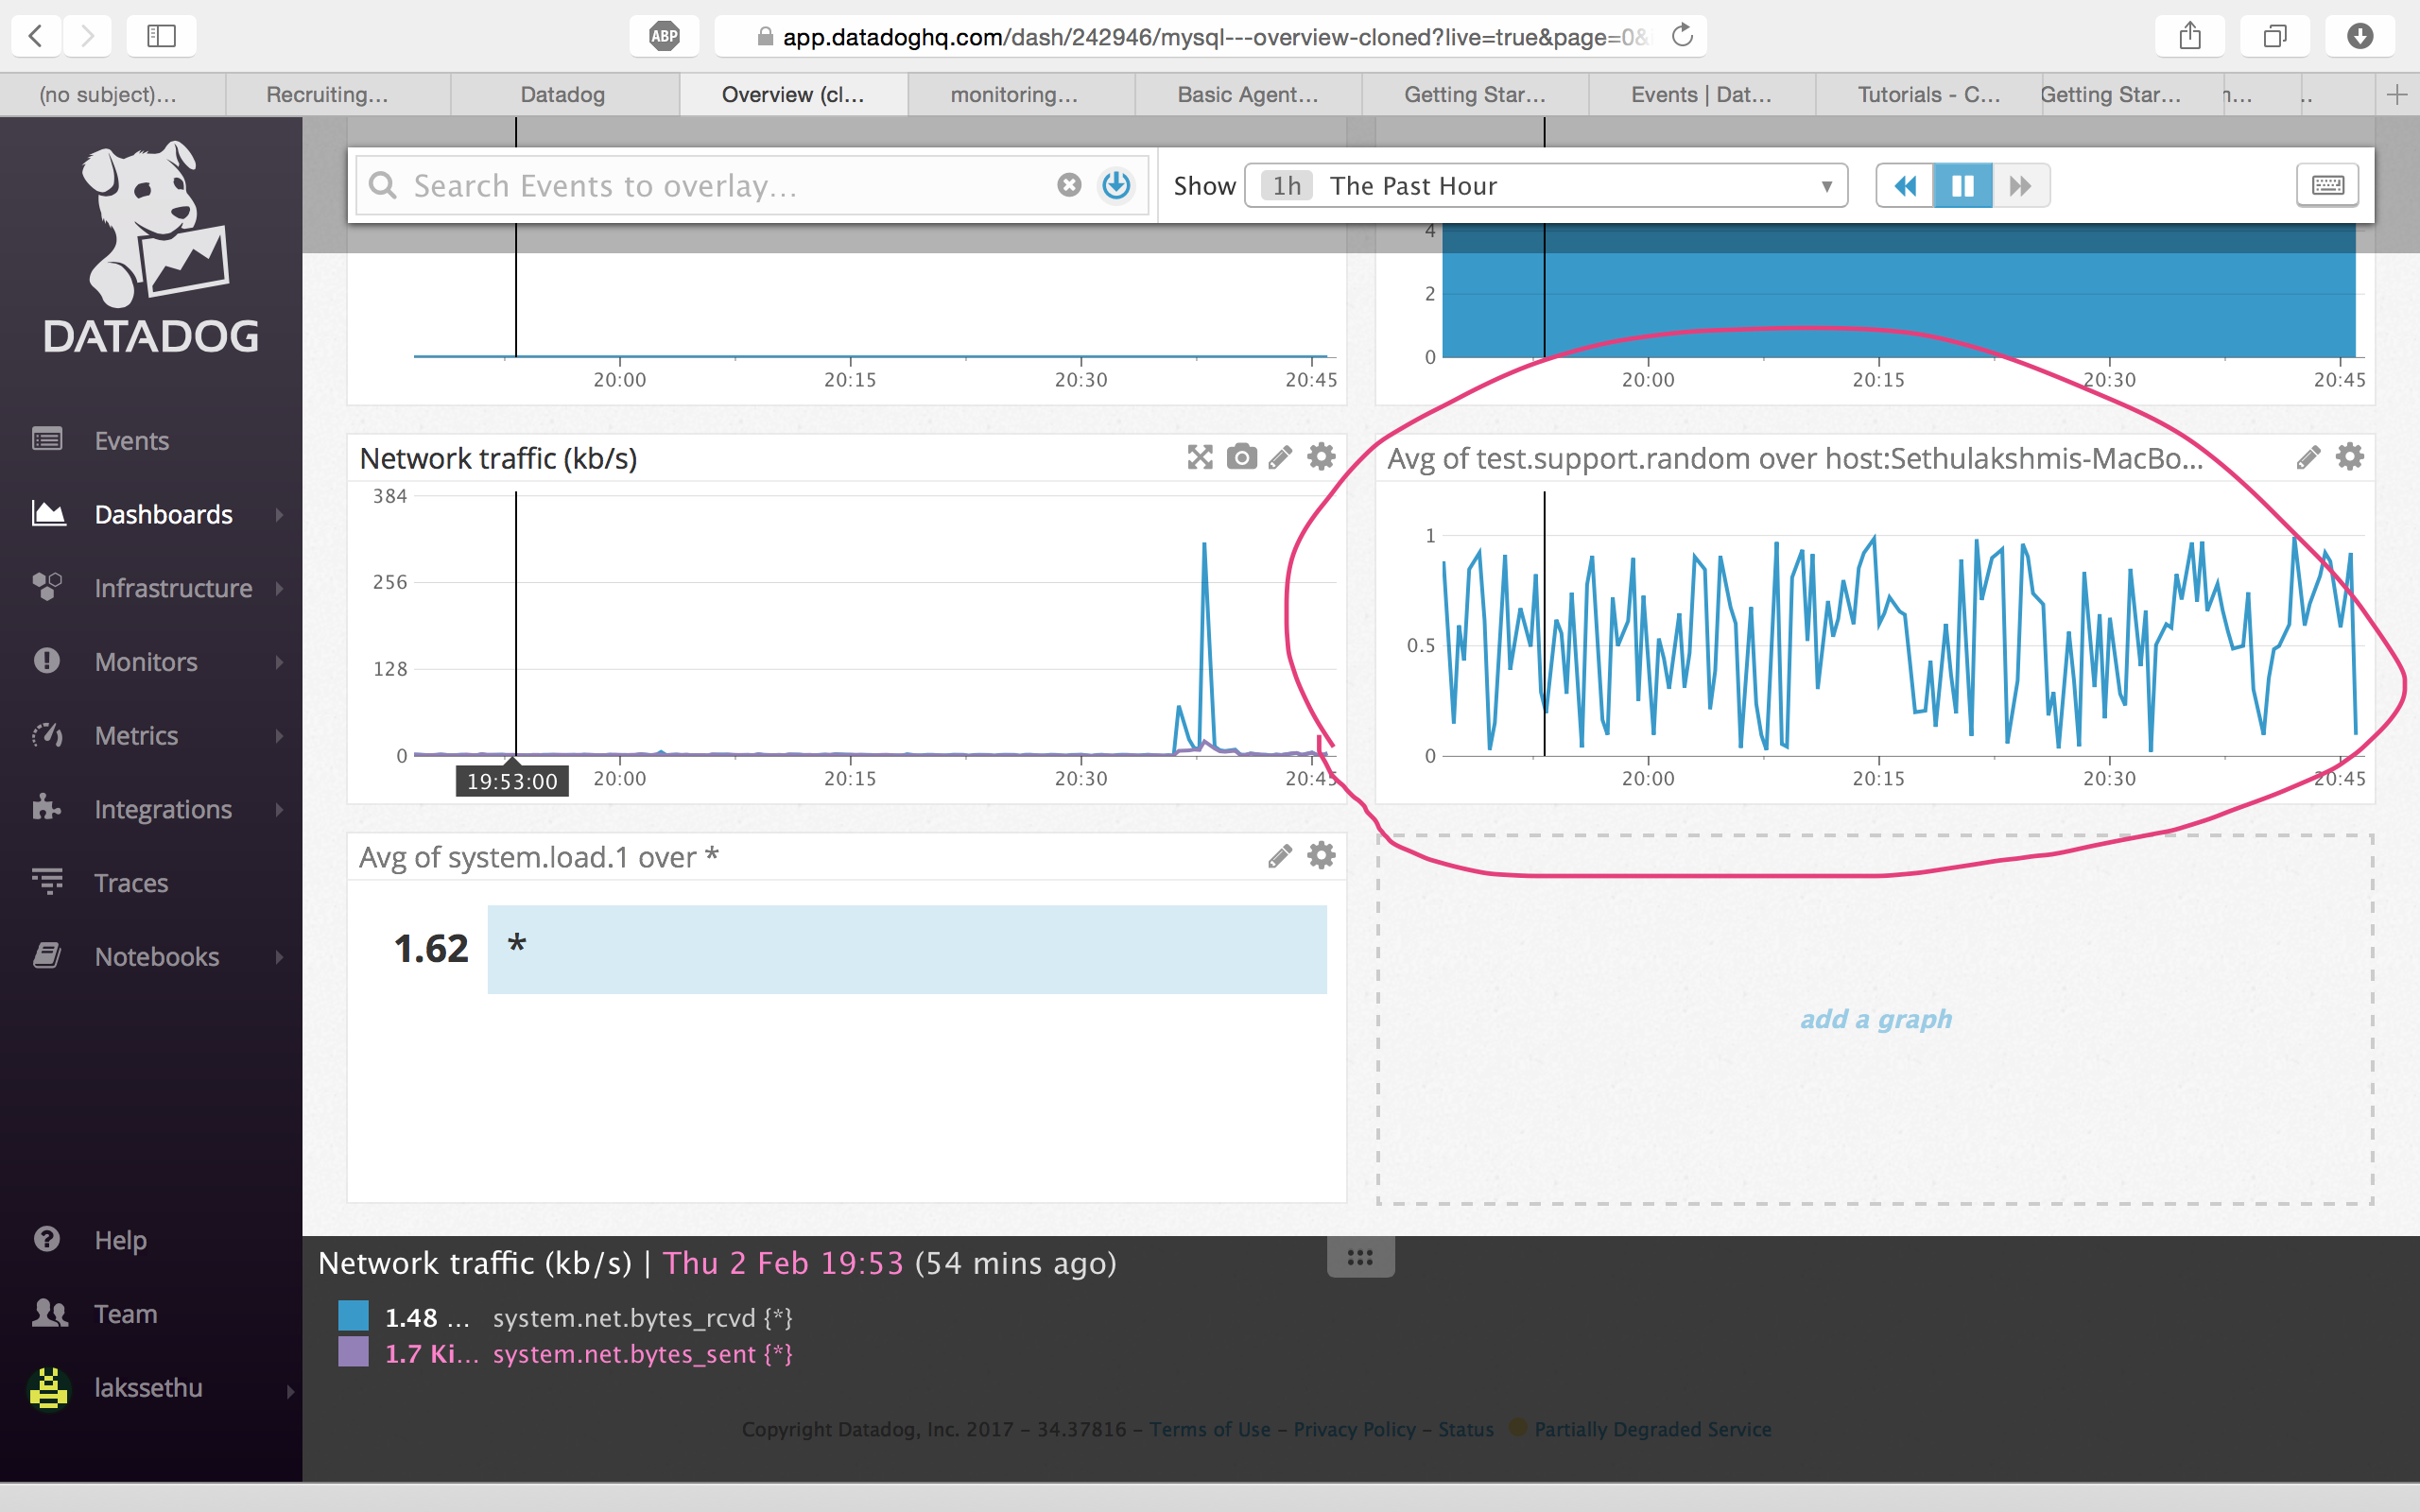 ABP
app.datadoghq.com/dash/242946/mysql---overview-cloned?live=true&page=0&
(no subject)...
Recruiting...
Datadog
Overview (cl...
monitoring...
Basic Agent...
Getting Star...
Events | Dat...
Tutorials - C...
Getting Star...
...
DATADOG
Events
Dashboards
Infrastructure
Monitors
Metrics
Integrations
Traces
Notebooks
Help
Team
lakssethu
Search Events to overlay...
Show 1h The Past Hour
20:00 20:15 20:30 20:45
4
2
0
20:00 20:15 20:30 20:45
Network traffic (kb/s)
384
256
128
0
19:53:00 20:00 20:15 20:30 20:45
Avg of test.support.random over host:Sethulakshmis-MacBo...
1
0.5
0
20:00 20:15 20:30 20:45
Avg of system.load.1 over *
1.62 *
add a graph
Network traffic (kb/s) | Thu 2 Feb 19:53 (54 mins ago)
1.48 ... system.net.bytes_rcvd {*}
1.7 Ki... system.net.bytes_sent {*}
Copyright Datadog, Inc. 2017 - 34.37816 - Terms of Use - Privacy Policy - Status Partially Degraded Service